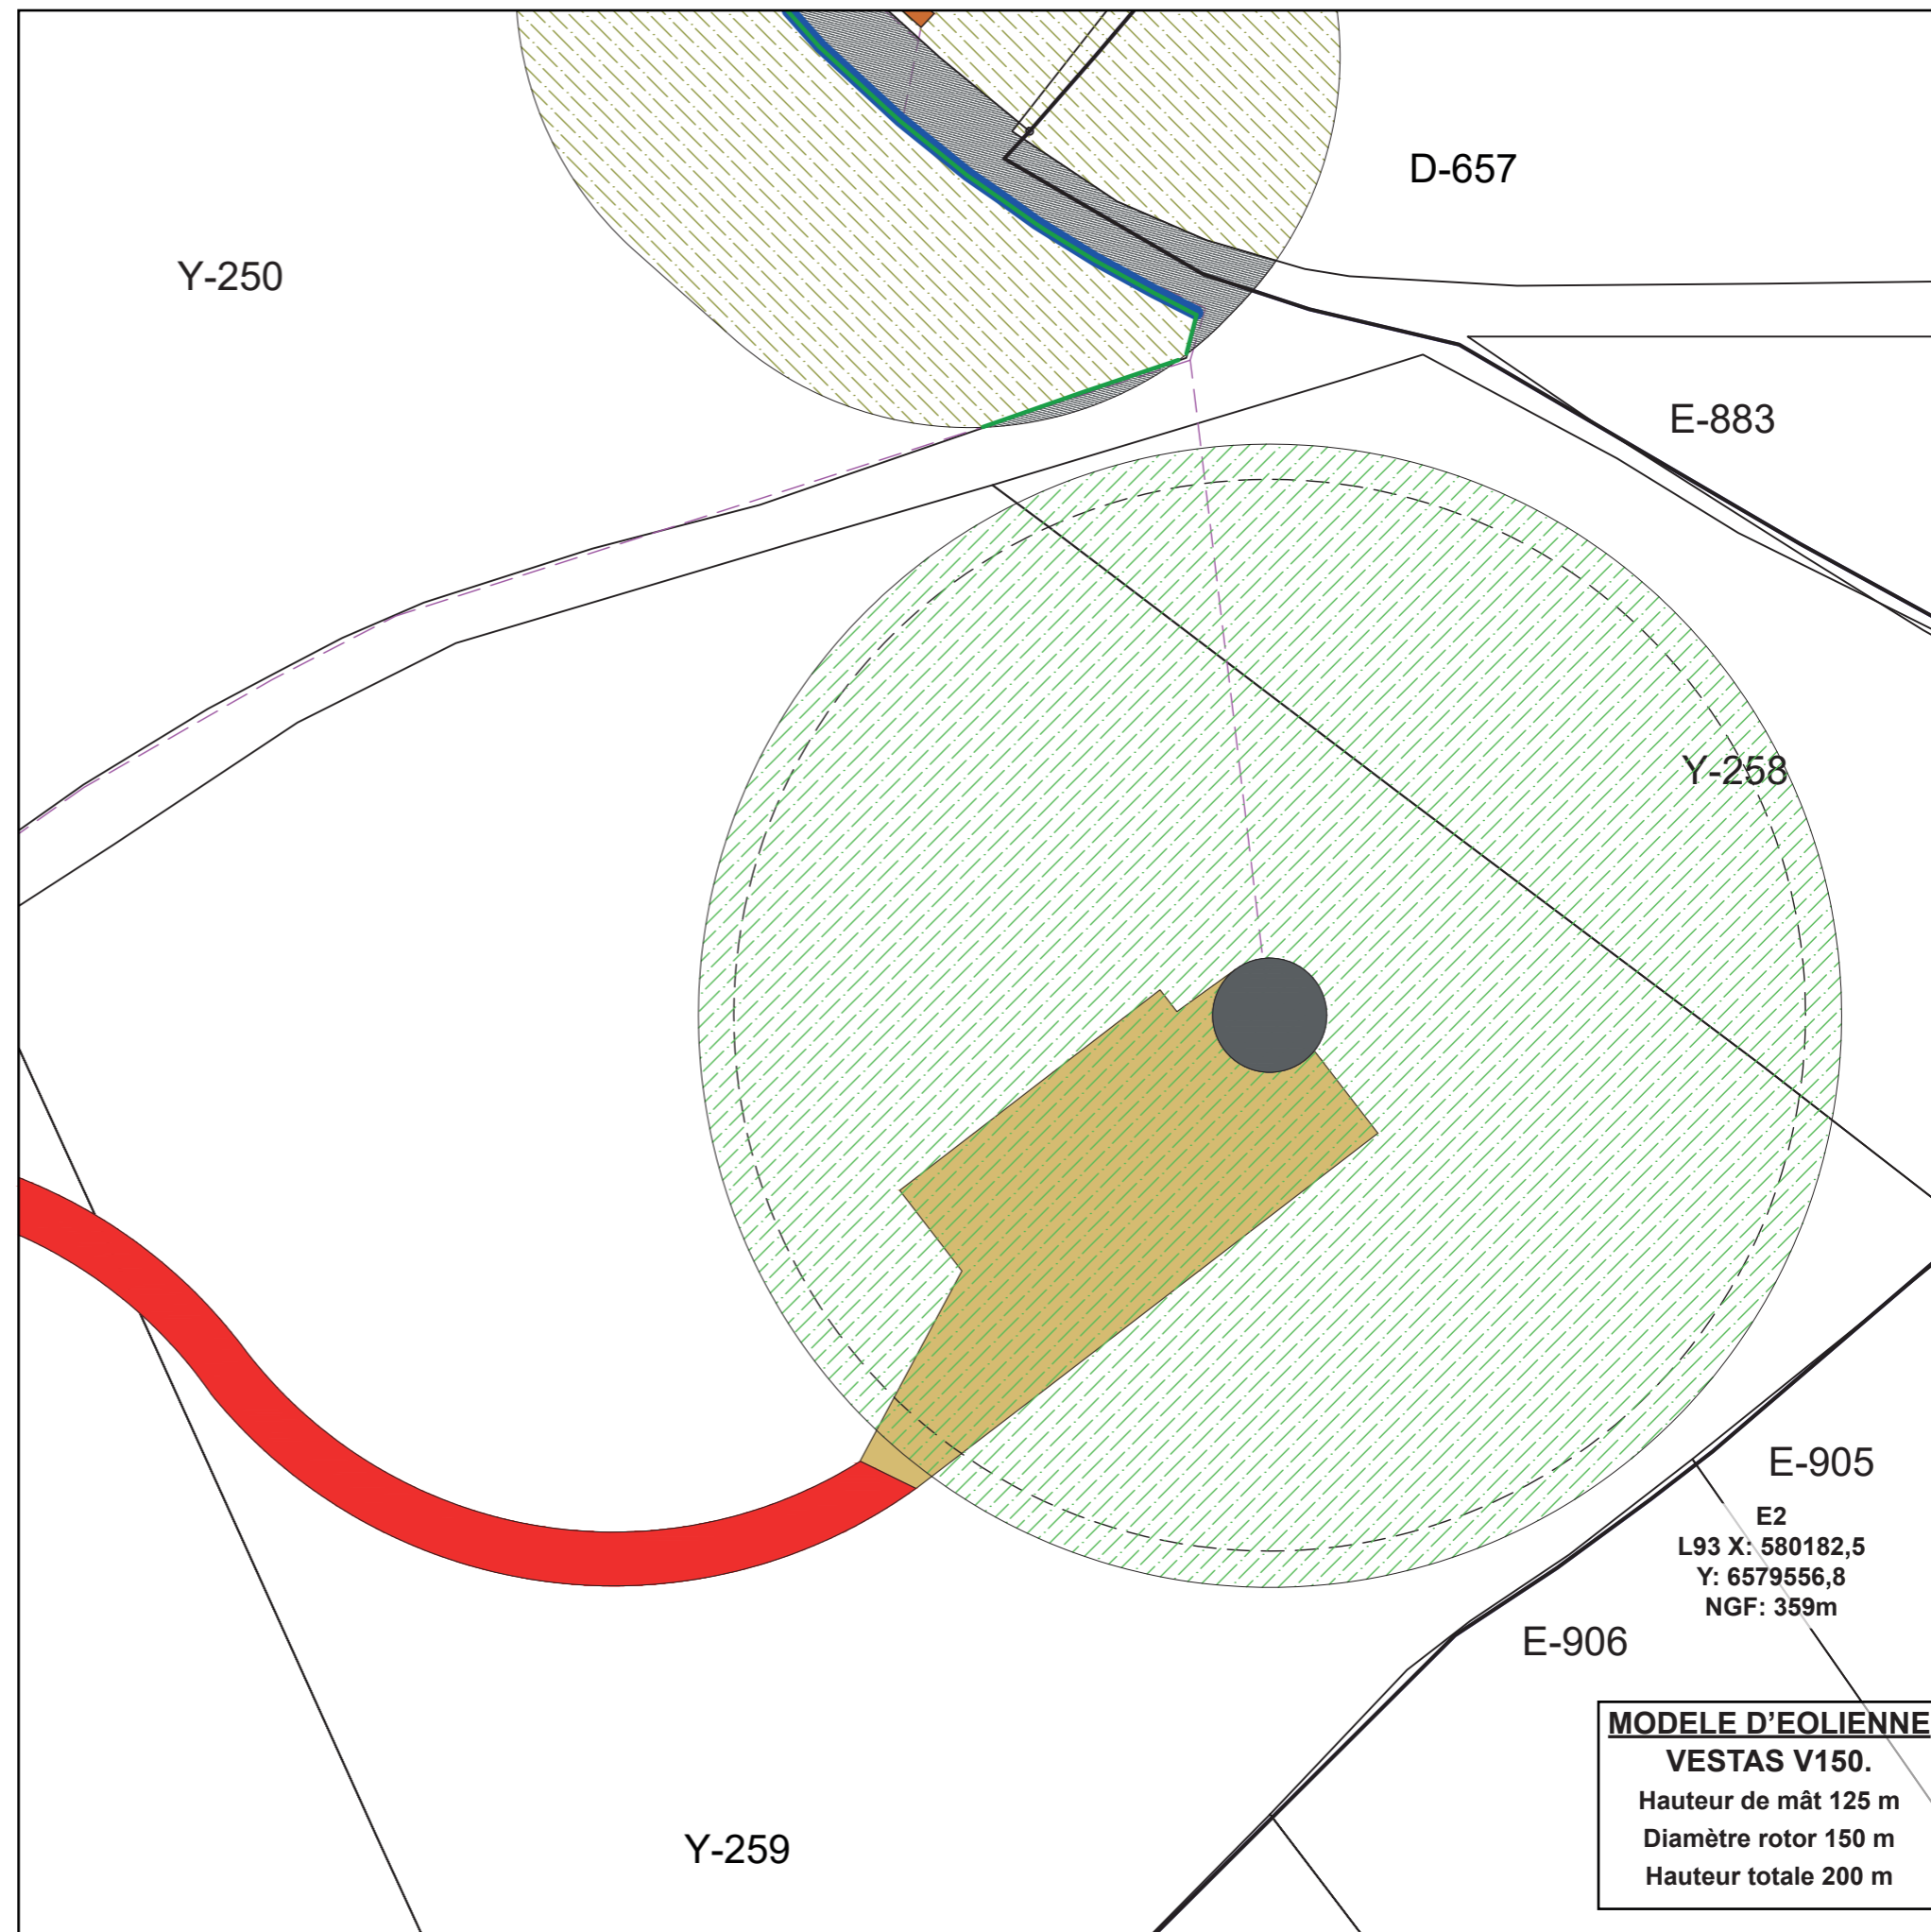 D-657
Y-250
E-883
Y-258
E-905
E2
L93 X: 580182,5
Y: 6579556,8
NGF: 359m
E-906
MODELE D’EOLIENNE
VESTAS V150.
Hauteur de mât 125 m
Diamètre rotor 150 m
Hauteur totale 200 m
Y-259